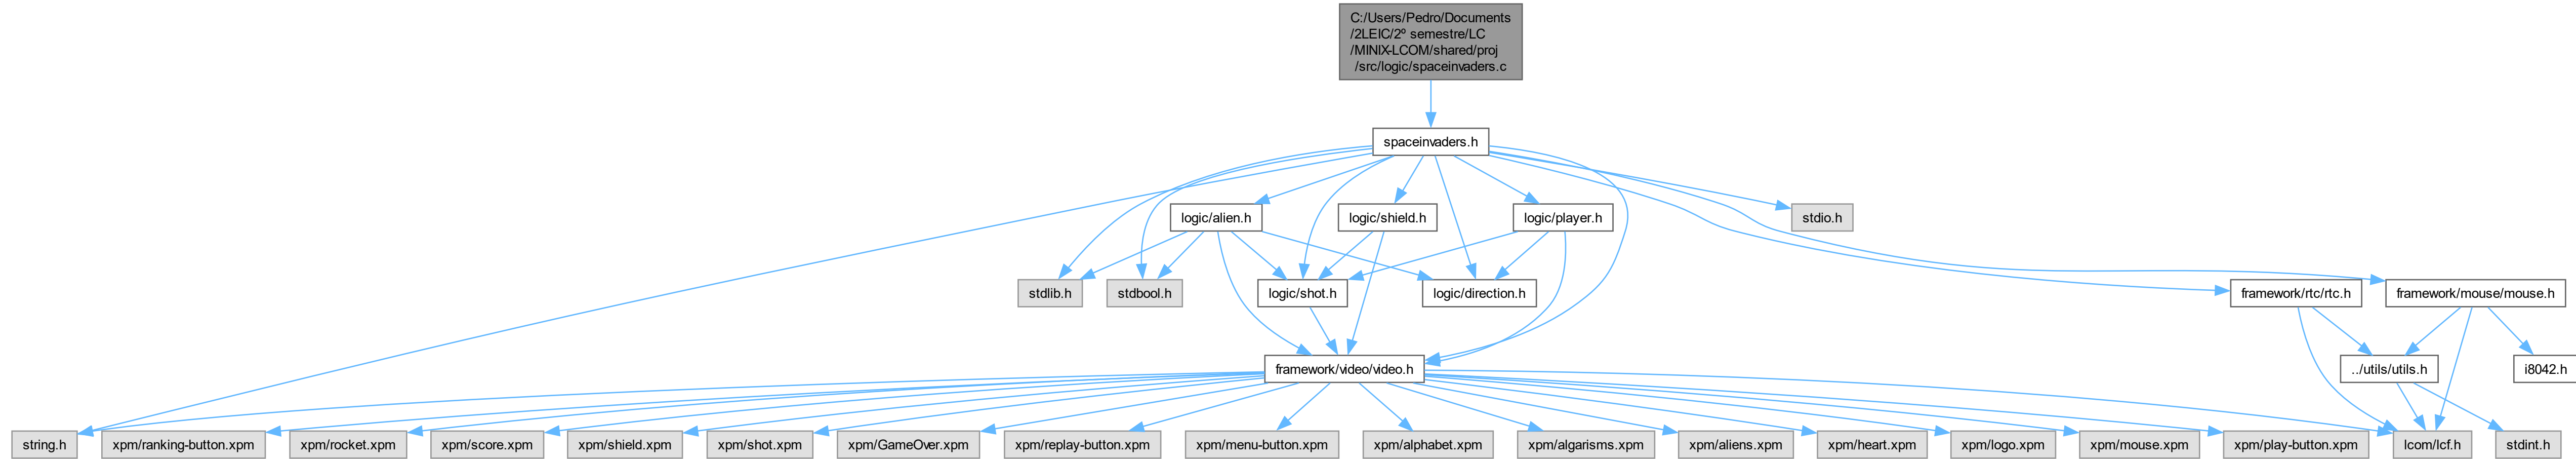 C:/Users/Pedro/Documents
/2LEIC/2º semestre/LC
/MINIX-LCOM/shared/proj
/src/logic/spaceinvaders.c
spaceinvaders.h
logic/alien.h
logic/shield.h
logic/player.h
stdio.h
stdlib.h
stdbool.h
logic/shot.h
logic/direction.h
framework/rtc/rtc.h
framework/mouse/mouse.h
framework/video/video.h
../utils/utils.h
i8042.h
string.h
xpm/ranking-button.xpm
xpm/rocket.xpm
xpm/score.xpm
xpm/shield.xpm
xpm/shot.xpm
xpm/GameOver.xpm
xpm/replay-button.xpm
xpm/menu-button.xpm
xpm/alphabet.xpm
xpm/algarisms.xpm
xpm/aliens.xpm
xpm/heart.xpm
xpm/logo.xpm
xpm/mouse.xpm
xpm/play-button.xpm
lcom/lcf.h
stdint.h